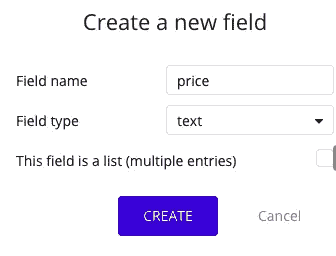 Create a new field
Field name price
Field type text
This field is a list (multiple entries)
CREATE Cancel